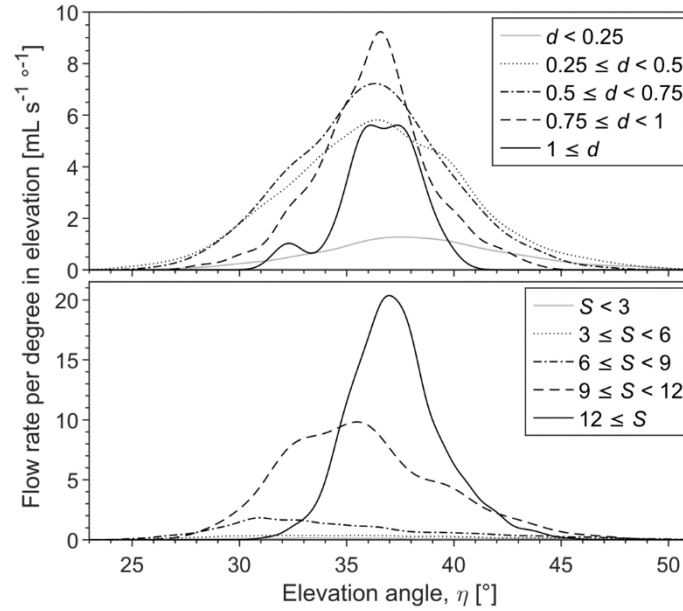 10
8
6
4
2
0
d < 0.25
0.25 ≤ d < 0.5
0.5 ≤ d < 0.75
0.75 ≤ d < 1
1 ≤ d
Flow rate per degree in elevation [mL s⁻¹ °⁻¹]
20
15
10
5
0
S < 3
3 ≤ S < 6
6 ≤ S < 9
9 ≤ S < 12
12 ≤ S
25 30 35 40 45 50
Elevation angle, η [°]